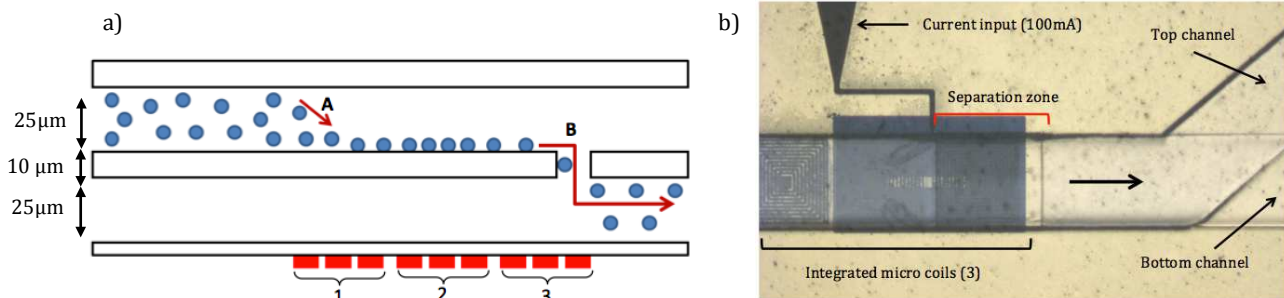 a)
A
B
25μm
10 μm
25μm
1
2
3
b)
Current input (100mA)
Top channel
Separation zone
Integrated micro coils (3)
Bottom channel